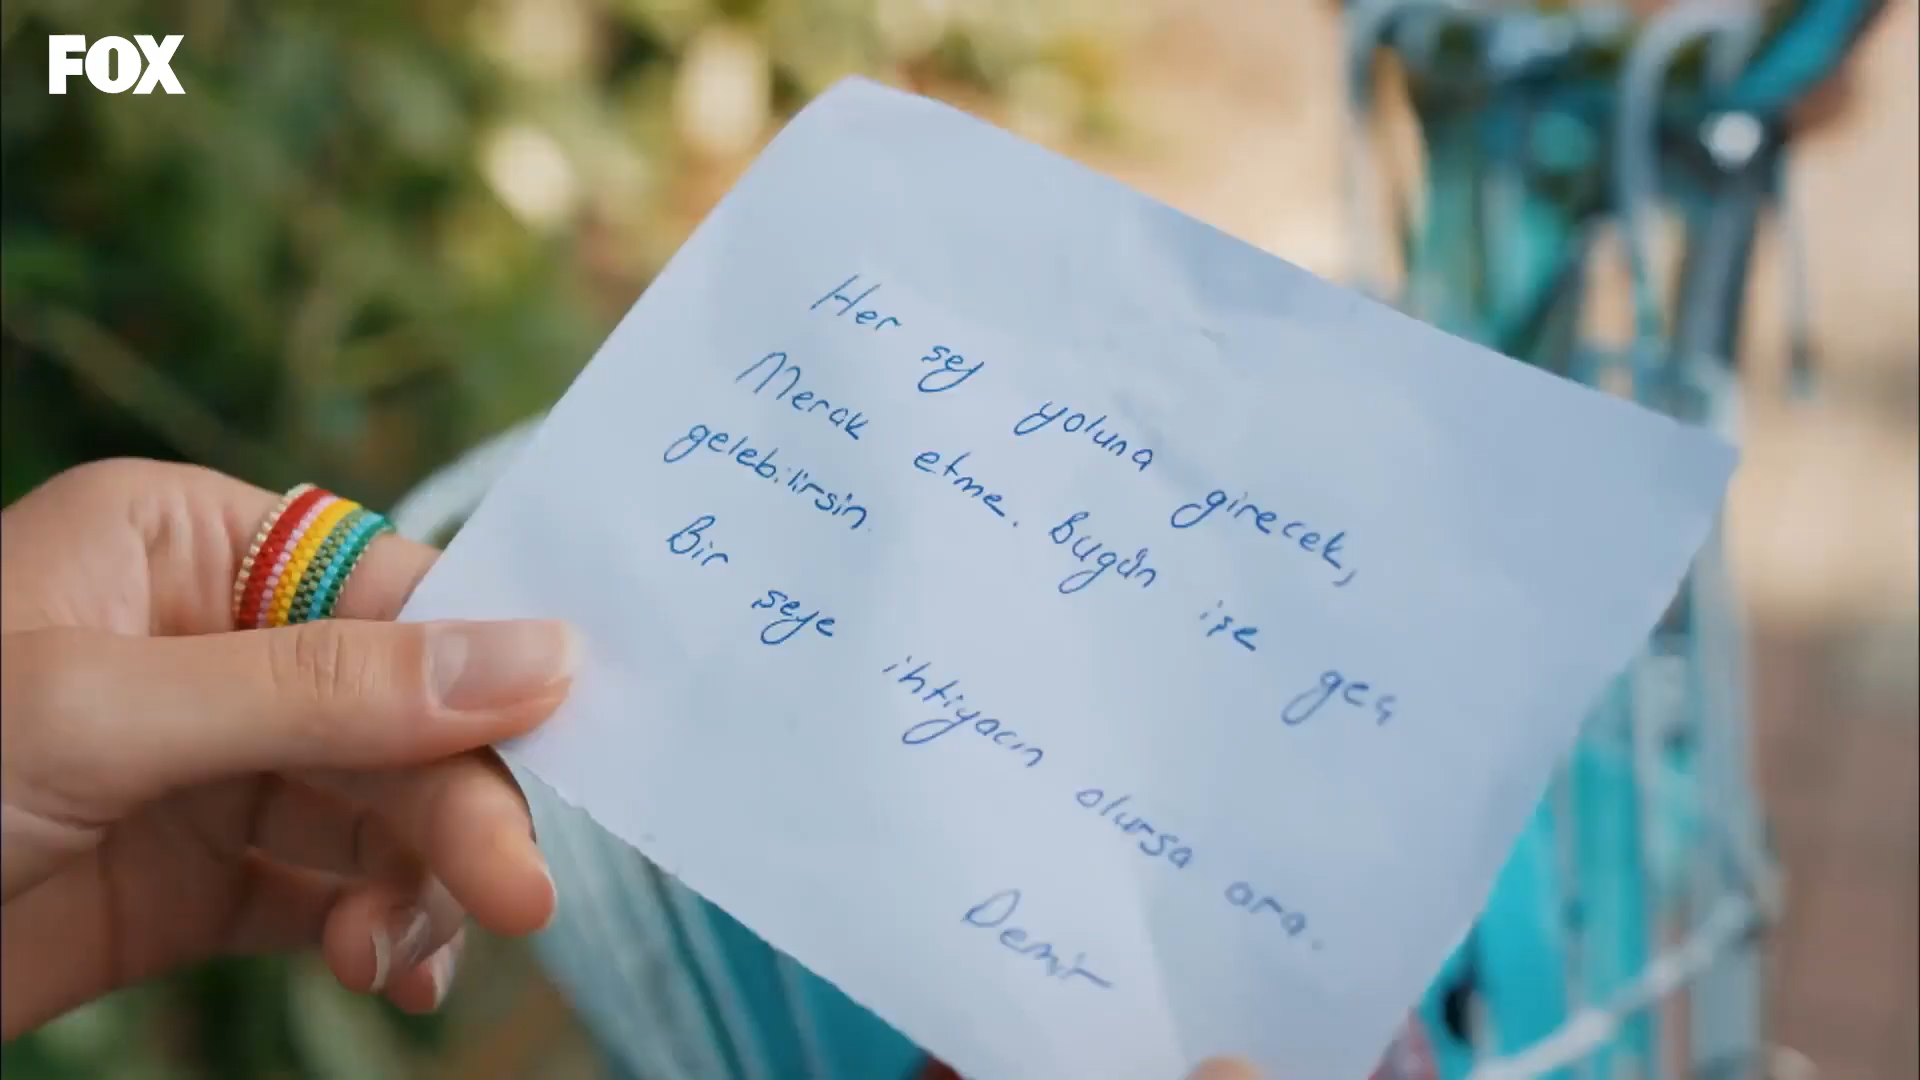 FOX
Her şey yoluna girecek,
Merak etme. Bugün işe geç
gelebilirsin.
Bir şeye ihtiyacın olursa ara.
Demir